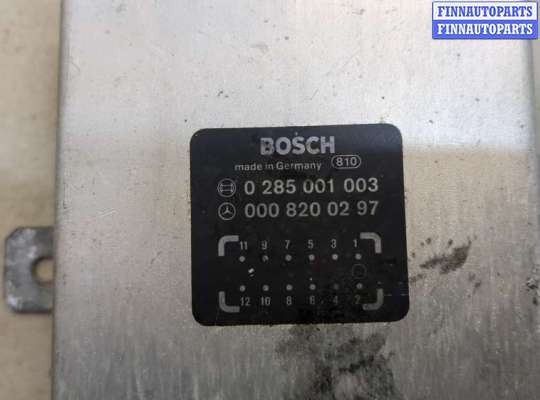 FINNAUTOPARTS
FINNAUTOPARTS
BOSCH
made in Germany 810
0 285 001 003
000 820 02 97
11 9 7 5 3 1
12 10 8 6 4 2